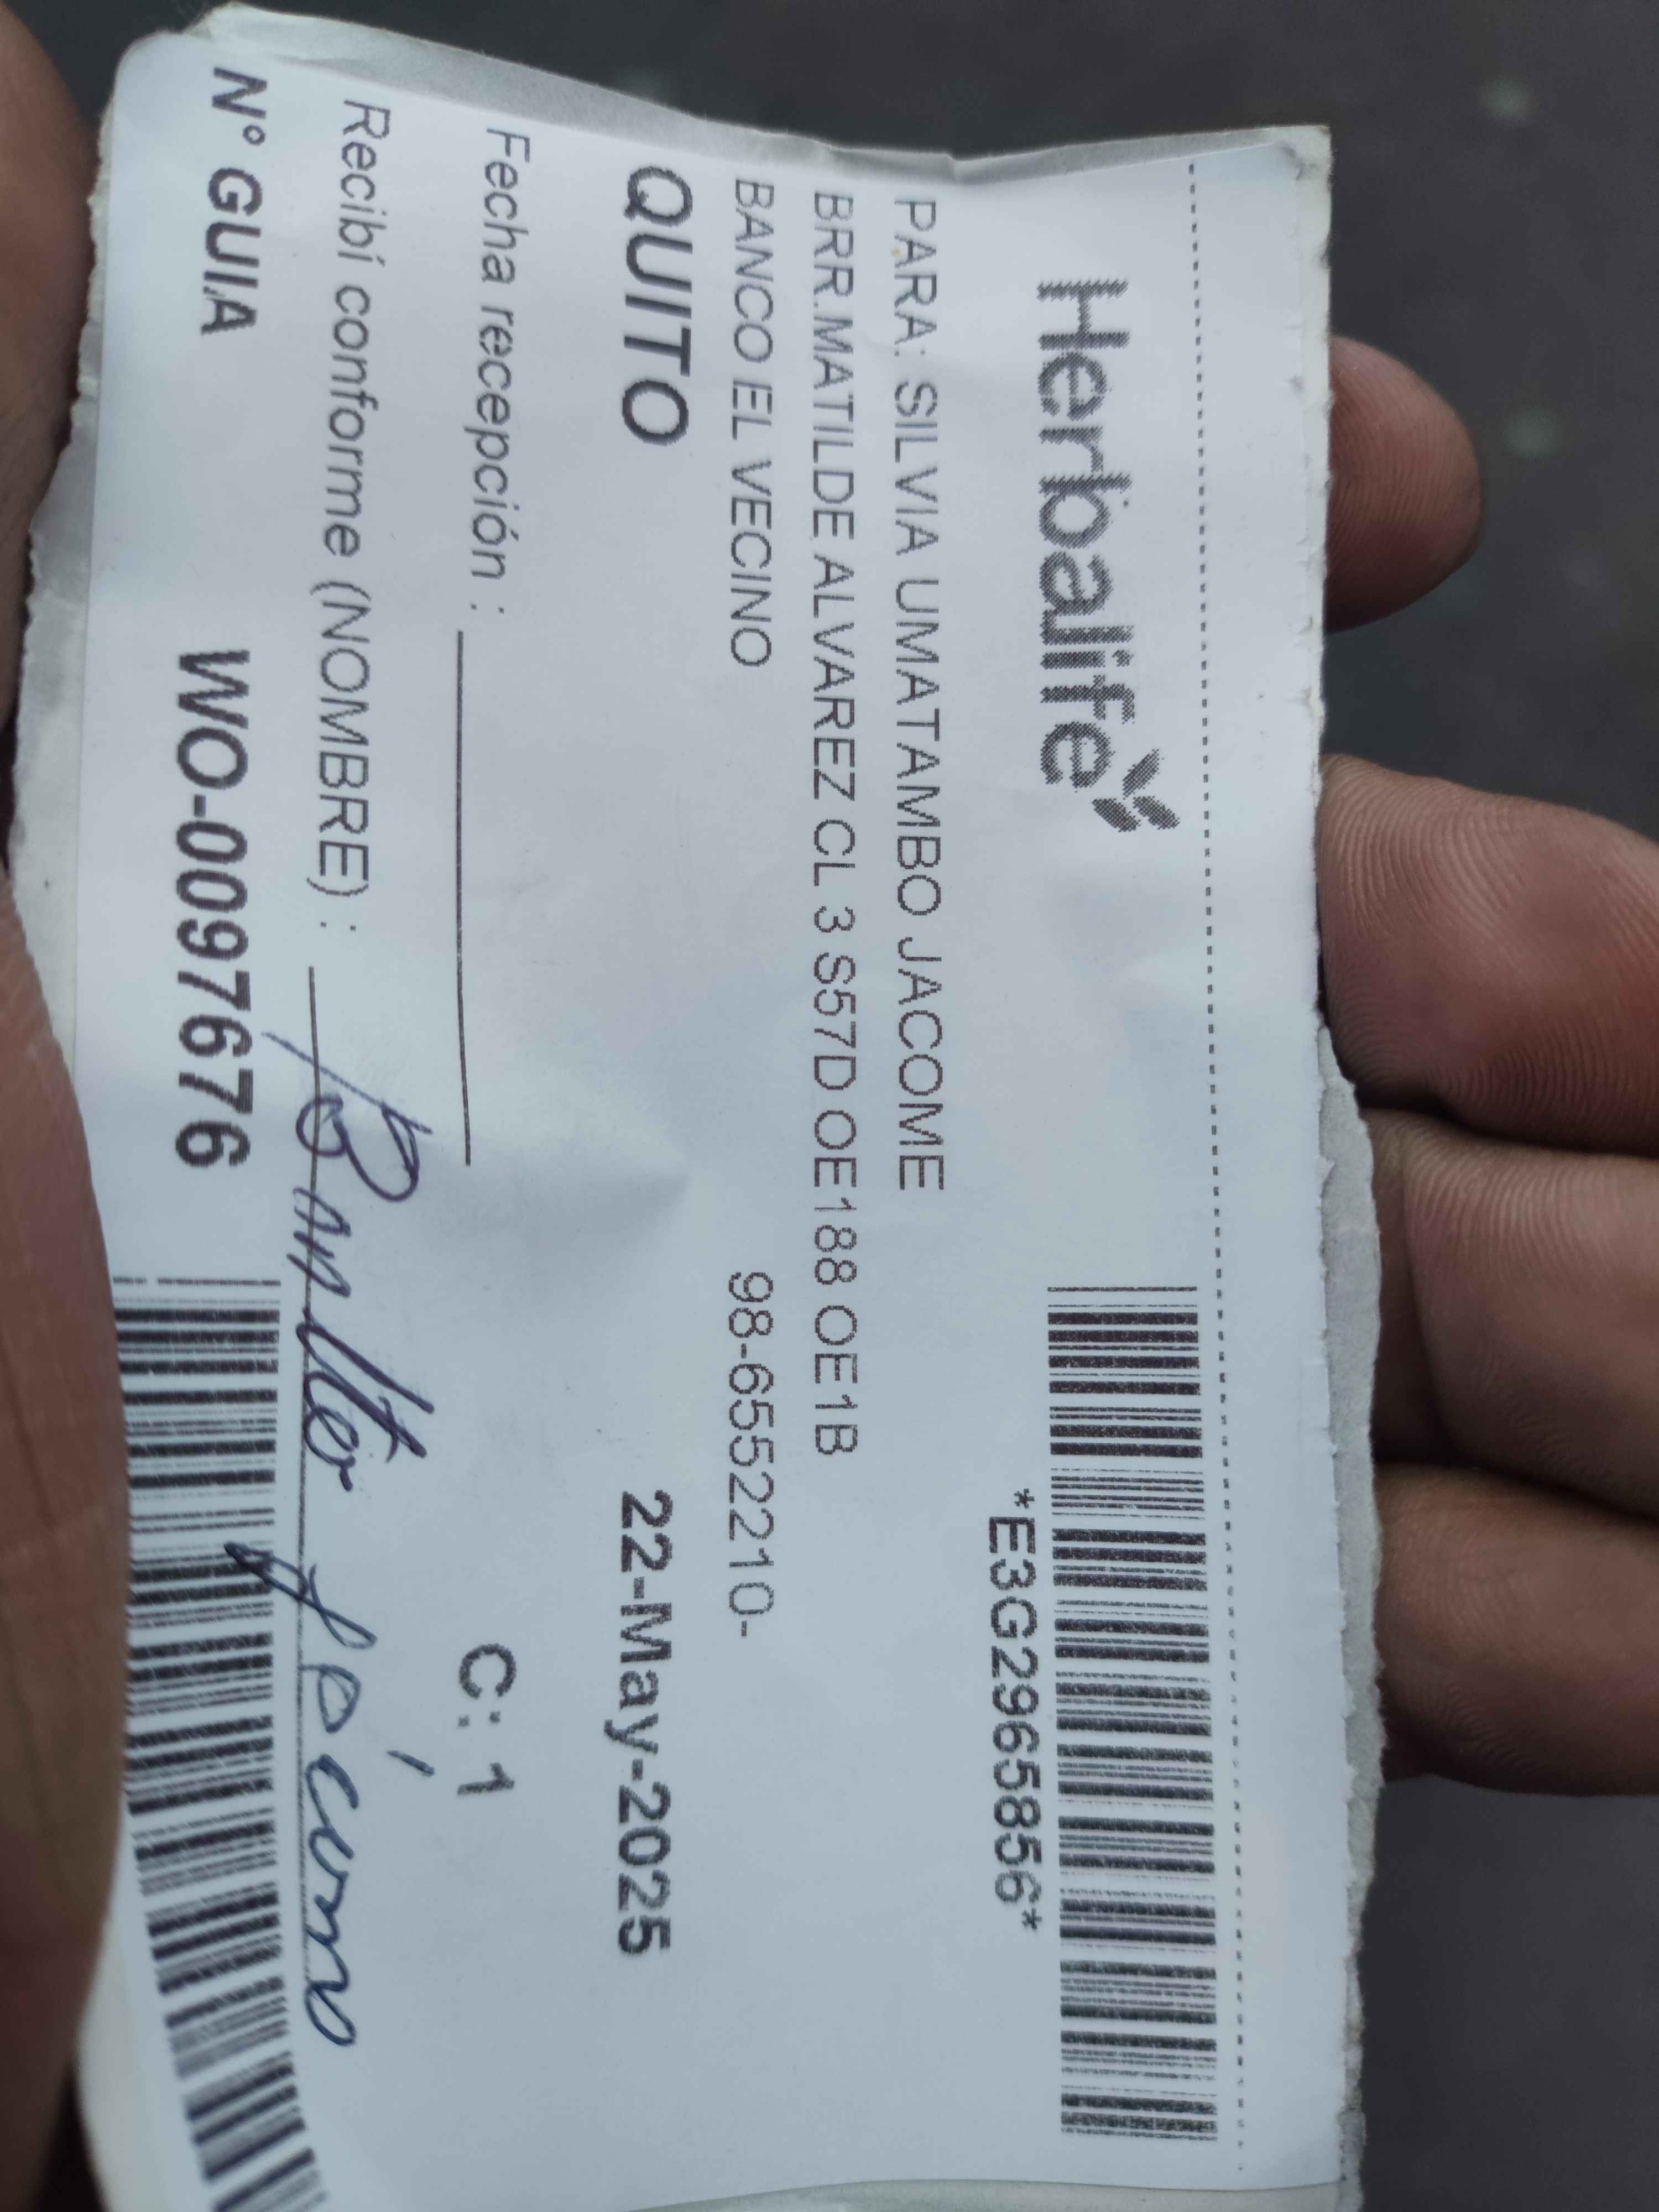 Herbalife
*E3G2965856*
PARA: SILVIA UMATAMBO JACOME
BRR.MATILDE ALVAREZ CL 3 S57D OE188 OE1B
BANCO EL VECINO 98-6552210-
QUITO 22-May-2025
Fecha recepción : C: 1
Recibí conforme (NOMBRE) :
N° GUIA WO-0097676